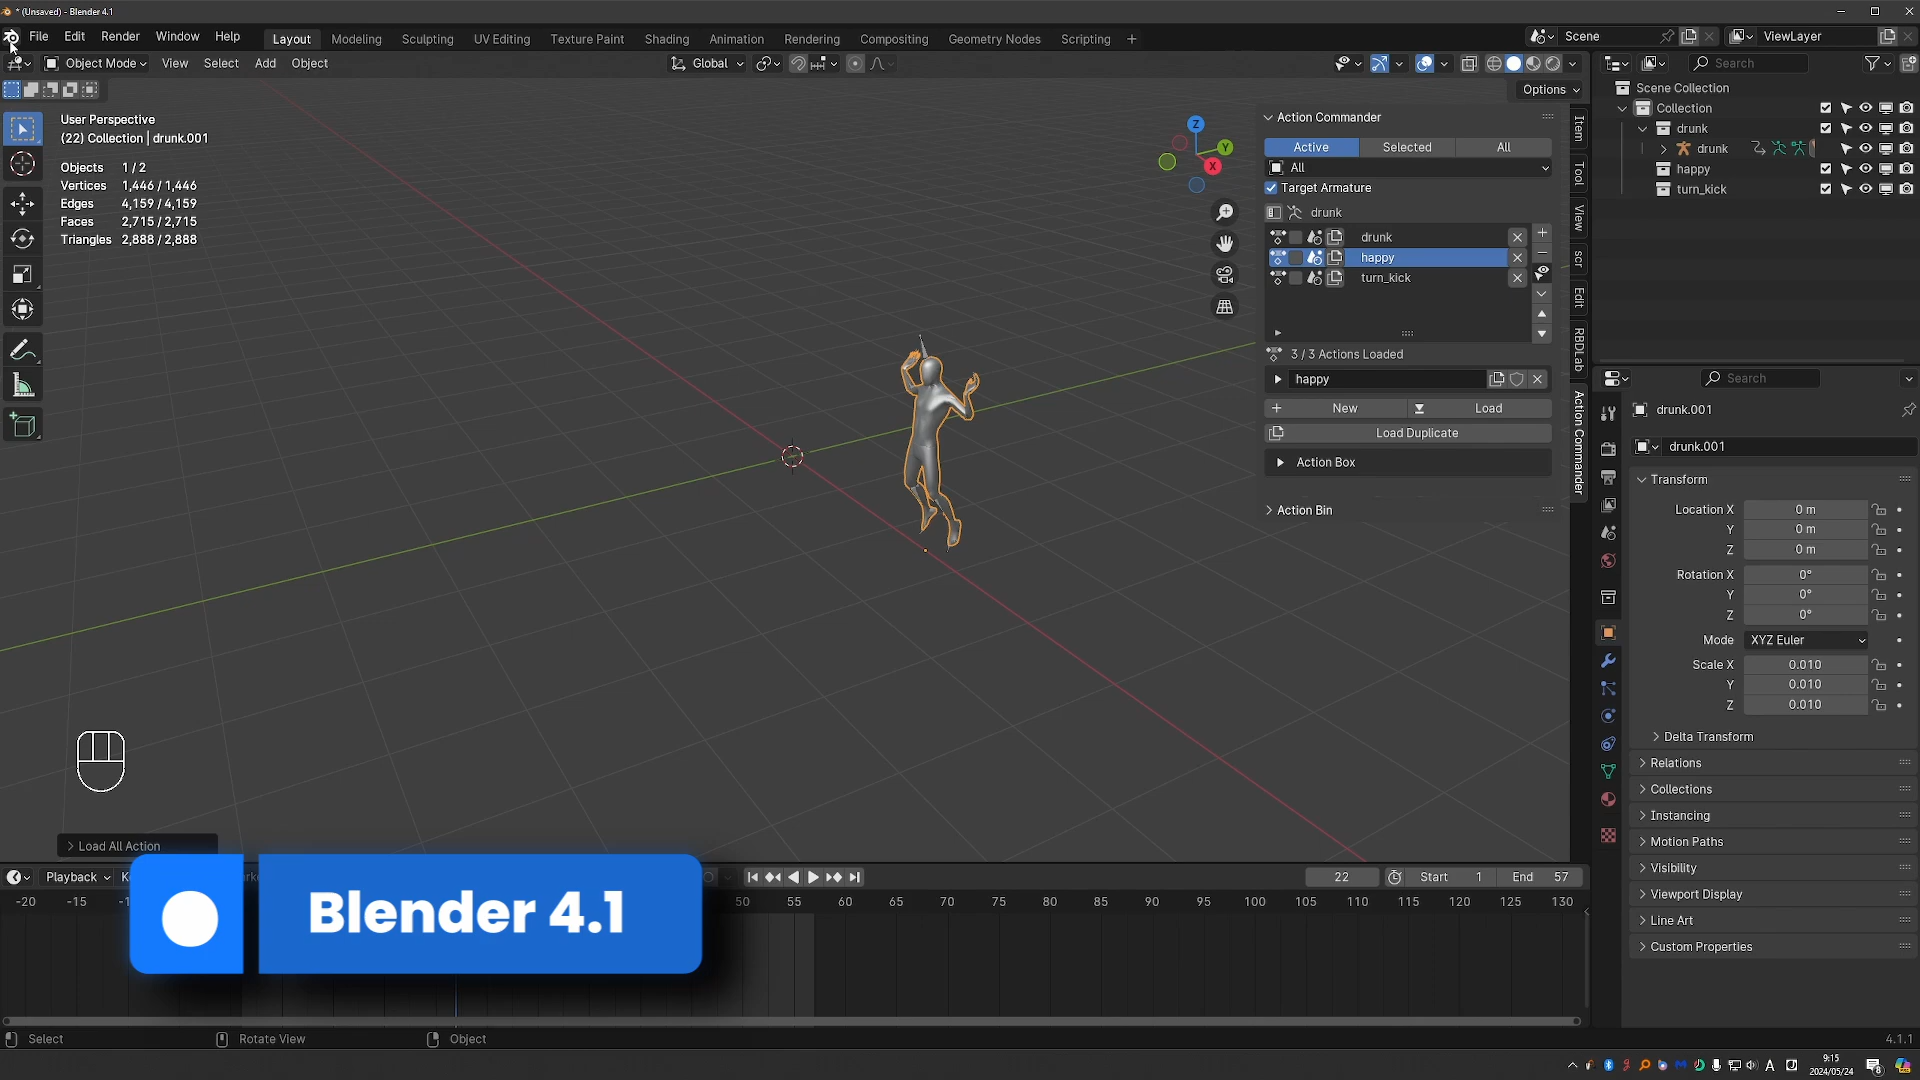 * (Unsaved) - Blender 4.1
File Edit Render Window Help Layout Modeling Sculpting UV Editing Texture Paint Shading Animation Rendering Compositing Geometry Nodes Scripting + Scene ViewLayer
Object Mode View Select Add Object Global Search
Options
User Perspective
(22) Collection | drunk.001
Objects 1 / 2
Vertices 1,446 / 1,446
Edges 4,159 / 4,159
Faces 2,715 / 2,715
Triangles 2,888 / 2,888
Z
Y
X
Action Commander
Active Selected All
All
Target Armature
drunk
drunk
happy
turn_kick
3 / 3 Actions Loaded
happy
New Load
Load Duplicate
Action Box
Action Bin
Item
Tool
View
scr
Edit
RBDLab
Action Commander
Scene Collection
Collection
drunk
drunk
happy
turn_kick
Search
drunk.001
drunk.001
Transform
Location X 0 m
Y 0 m
Z 0 m
Rotation X 0°
Y 0°
Z 0°
Mode XYZ Euler
Scale X 0.010
Y 0.010
Z 0.010
Delta Transform
Relations
Collections
Instancing
Motion Paths
Visibility
Viewport Display
Line Art
Custom Properties
Load All Action
Playback 22 Start 1 End 57
-20 -15 50 55 60 65 70 75 80 85 90 95 100 105 110 115 120 125 130
Blender 4.1
Select Rotate View Object 4.1.1
A 9:15
2024/05/24 8